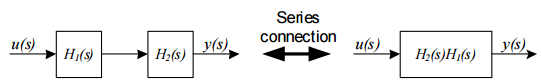 Series
connection
u(s) H₁(s) H₂(s) y(s) u(s) H₂(s)H₁(s) y(s)